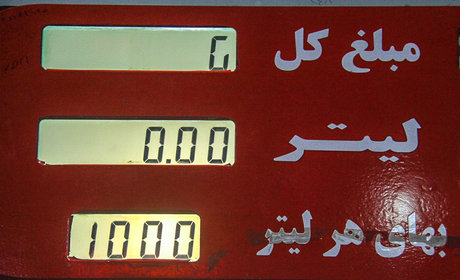 مبلغ کل
لیتر 0.00
بهای هر لیتر 1000